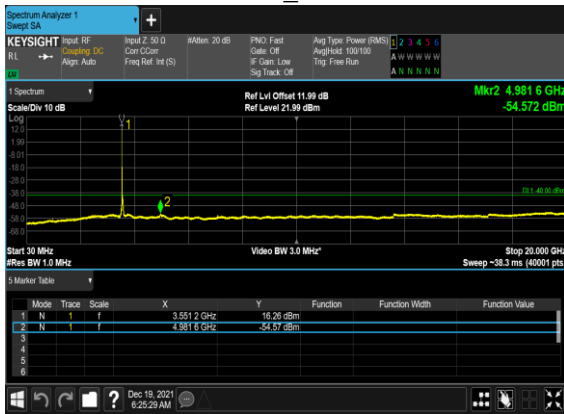 Spectrum Analyzer 1
Swept SA
+
KEYSIGHT Input: RF Input Z: 50 Ω #Atten: 20 dB PNO: Fast Avg Type: Power (RMS) 1 2 3 4 5 6
RL Coupling: DC Corr CCorr Gate: Off Avg|Hold: 100/100 A W W W W W
Align: Auto Freq Ref: Int (S) IF Gain: Low Trig: Free Run
LXI Sig Track: Off A N N N N N
1 Spectrum Ref Lvl Offset 11.99 dB Mkr2 4.981 6 GHz
Scale/Div 10 dB Ref Level 21.99 dBm -54.572 dBm
Log
12.0 1
1.99
-8.01
-18.0
-28.0
-38.0 2 DL1 -40.00 dBm
-48.0
-58.0
-68.0
Start 30 MHz Video BW 3.0 MHz* Stop 20.000 GHz
#Res BW 1.0 MHz Sweep ~38.3 ms (40001 pts)
5 Marker Table
Mode Trace Scale X Y Function Function Width Function Value
1 N 1 f 3.551 2 GHz 16.26 dBm
2 N 1 f 4.981 6 GHz -54.57 dBm
3
4
5
6
? Dec 19, 2021
6:25:29 AM